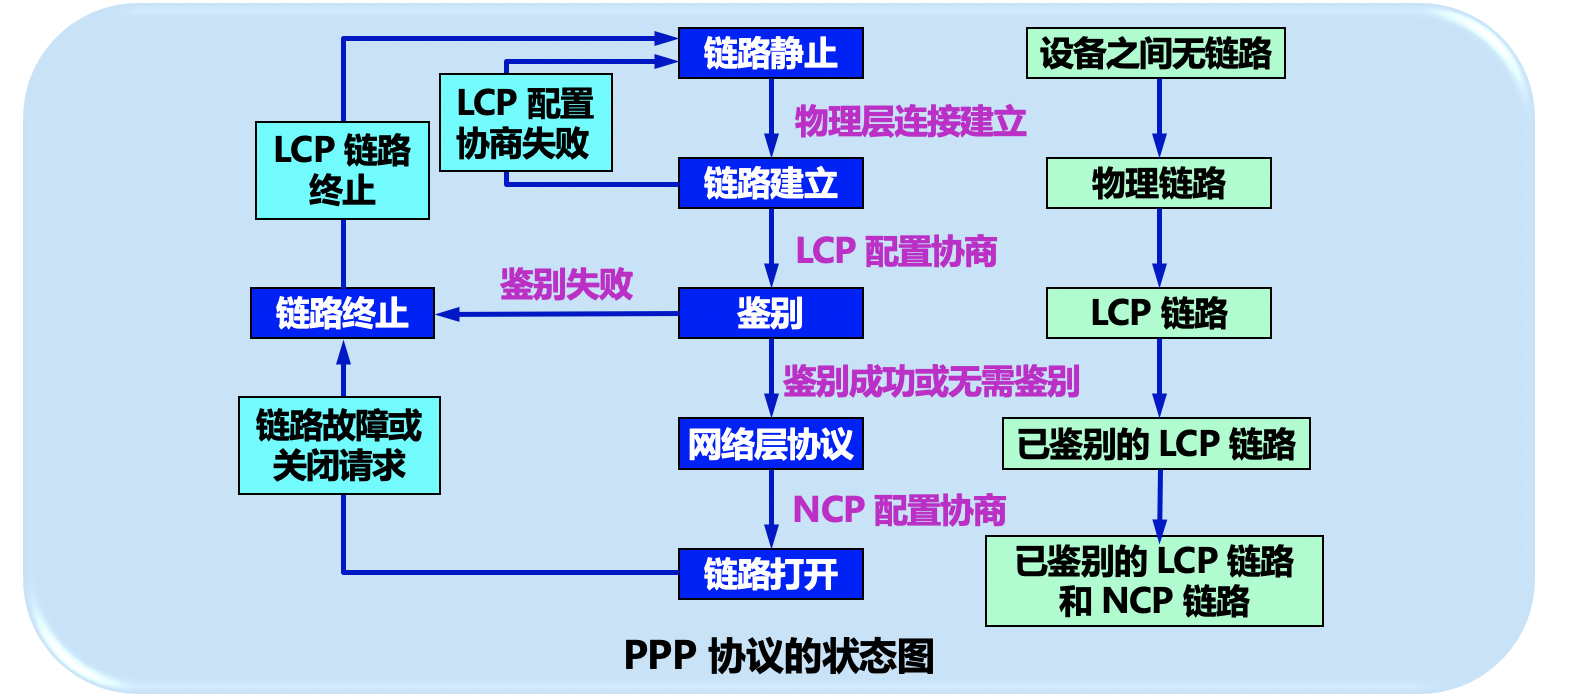 链路静止
设备之间无链路
LCP 配置
协商失败
物理层连接建立
LCP 链路
终止
链路建立
物理链路
LCP 配置协商
鉴别失败
链路终止
鉴别
LCP 链路
鉴别成功或无需鉴别
链路故障或
关闭请求
网络层协议
已鉴别的 LCP 链路
NCP 配置协商
链路打开
已鉴别的 LCP 链路
和 NCP 链路
PPP 协议的状态图